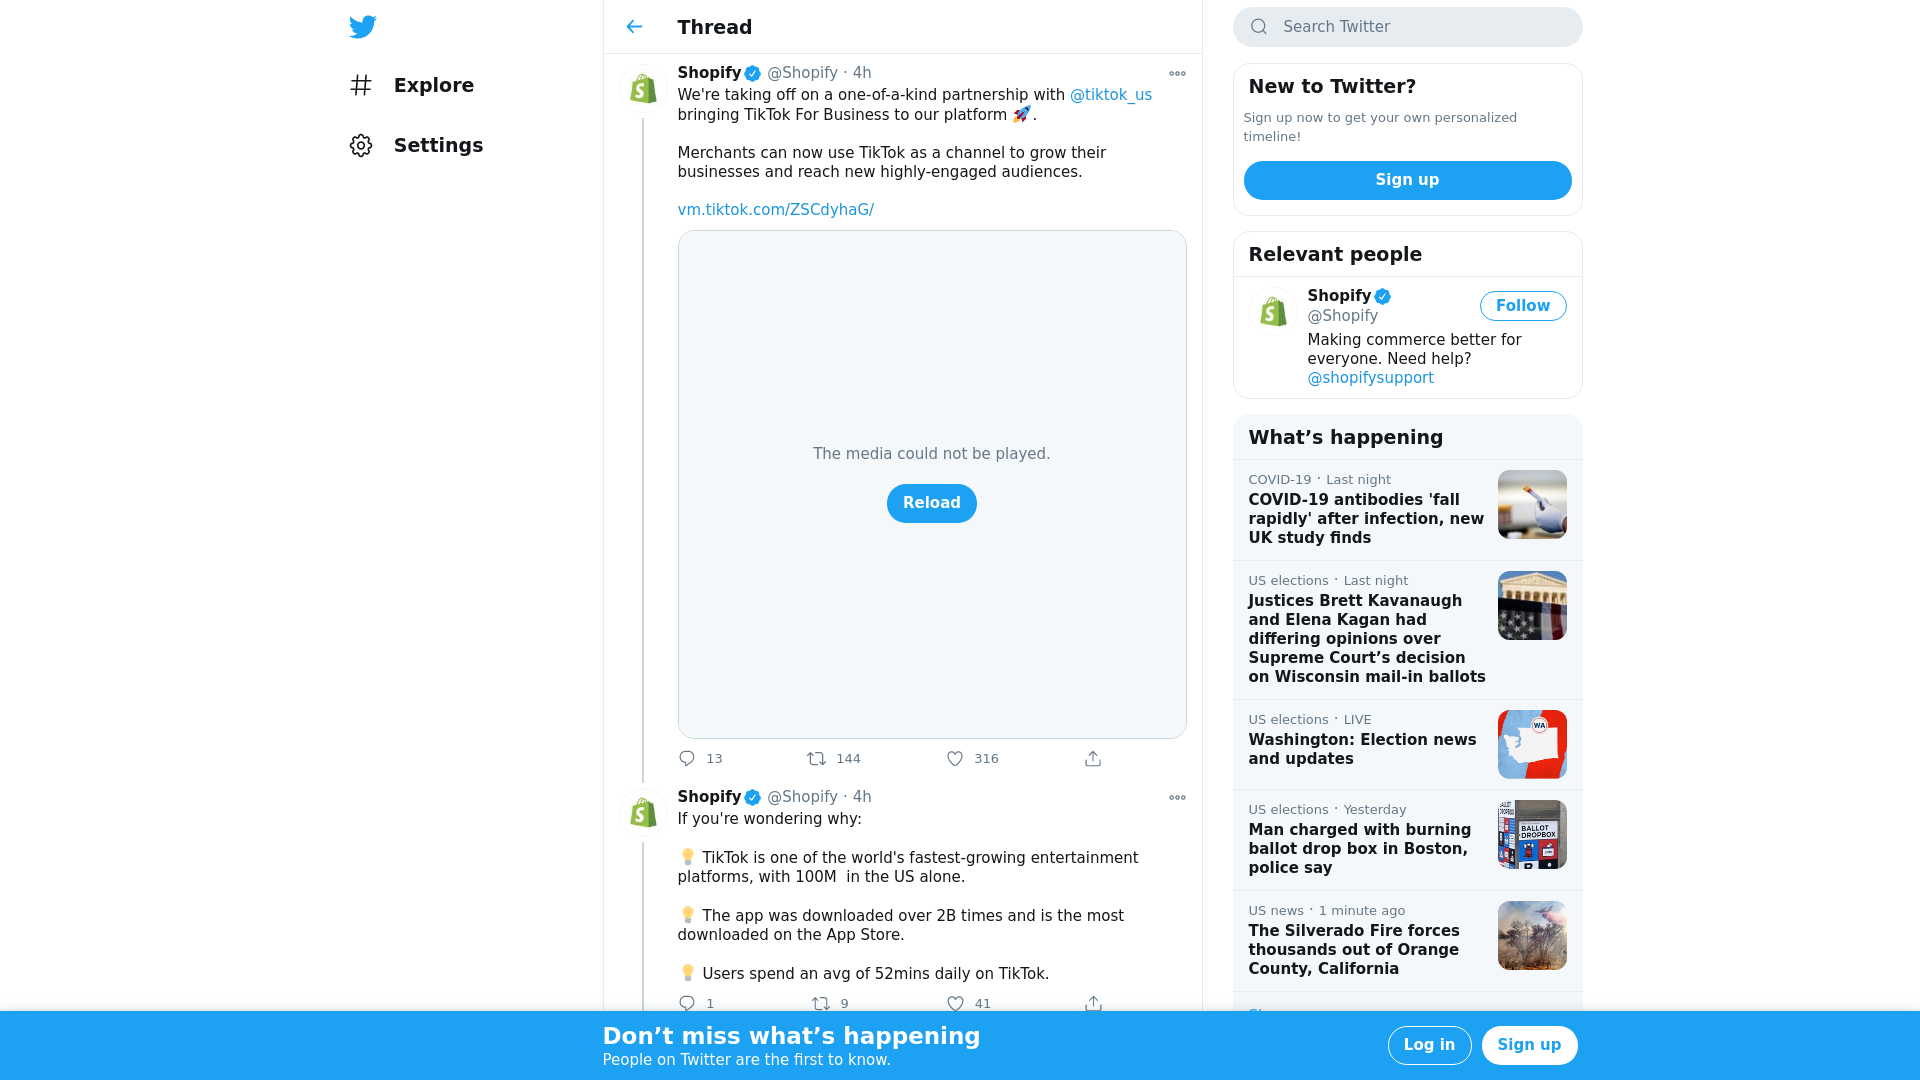 Explore
Settings
Thread
Shopify @Shopify · 4h
We're taking off on a one-of-a-kind partnership with @tiktok_us
bringing TikTok For Business to our platform 🚀.
Merchants can now use TikTok as a channel to grow their
businesses and reach new highly-engaged audiences.
vm.tiktok.com/ZSCdyhaG/
The media could not be played.
Reload
13 144 316
Shopify @Shopify · 4h
If you're wondering why:
💡 TikTok is one of the world's fastest-growing entertainment
platforms, with 100M  in the US alone.
💡 The app was downloaded over 2B times and is the most
downloaded on the App Store.
💡 Users spend an avg of 52mins daily on TikTok.
1 9 41
Search Twitter
New to Twitter?
Sign up now to get your own personalized
timeline!
Sign up
Relevant people
Shopify
@Shopify
Follow
Making commerce better for
everyone. Need help?
@shopifysupport
What’s happening
COVID-19 · Last night
COVID-19 antibodies 'fall
rapidly' after infection, new
UK study finds
US elections · Last night
Justices Brett Kavanaugh
and Elena Kagan had
differing opinions over
Supreme Court’s decision
on Wisconsin mail-in ballots
US elections · LIVE
Washington: Election news
and updates
WA
US elections · Yesterday
Man charged with burning
ballot drop box in Boston,
police say
BALLOT
DROPBOX
US news · 1 minute ago
The Silverado Fire forces
thousands out of Orange
County, California
Don’t miss what’s happening
People on Twitter are the first to know.
Log in
Sign up